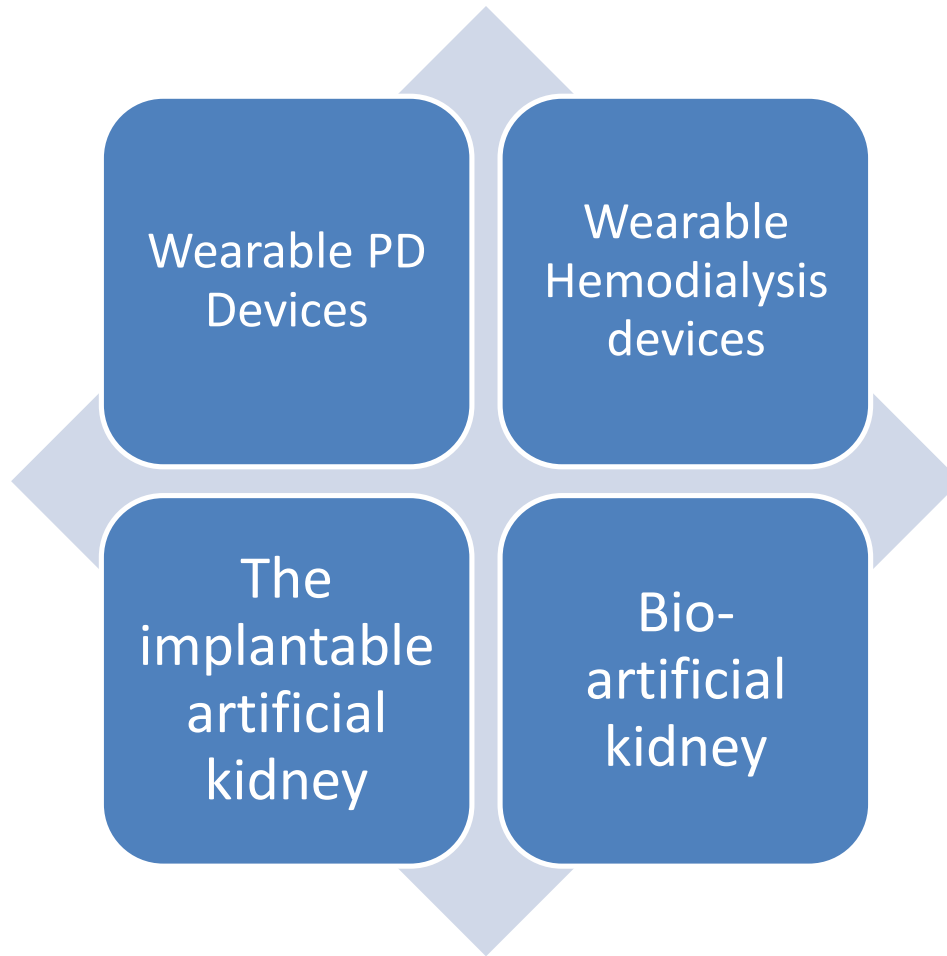 Wearable PD
Devices
Wearable
Hemodialysis
devices
The
implantable
artificial
kidney
Bio-
artificial
kidney